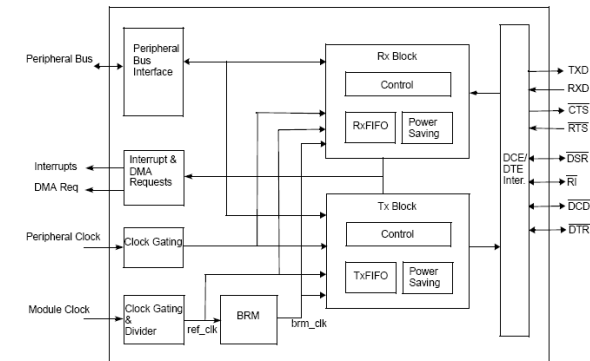 Peripheral Bus
Peripheral
Bus
Interface
Rx Block
Control
RxFIFO
Power
Saving
TXD
RXD
CTS
RTS
DCE/
DTE
Inter.
DSR
RI
DCD
DTR
Interrupts
DMA Req
Interrupt &
DMA
Requests
Tx Block
Control
TxFIFO
Power
Saving
Peripheral Clock
Clock Gating
Module Clock
Clock Gating
&
Divider
ref_clk
BRM
brm_clk